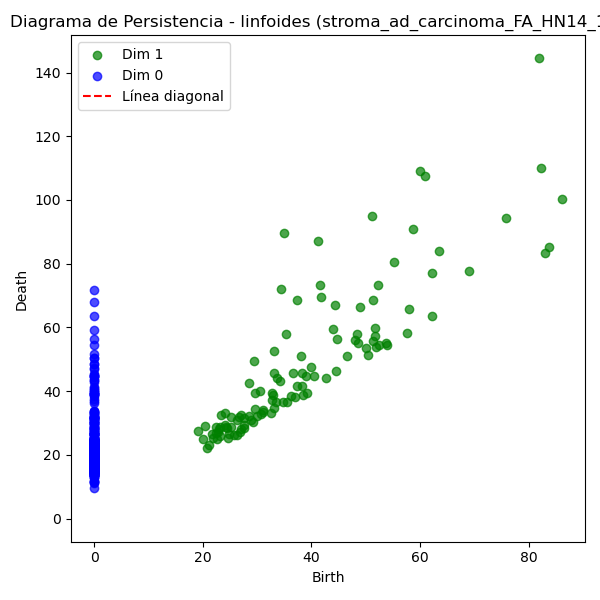 Diagrama de Persistencia - linfoides (stroma_ad_carcinoma_FA_HN14_1
Dim 1
Dim 0
Línea diagonal
140
120
100
80
60
40
20
0
Death
0
20
40
60
80
Birth